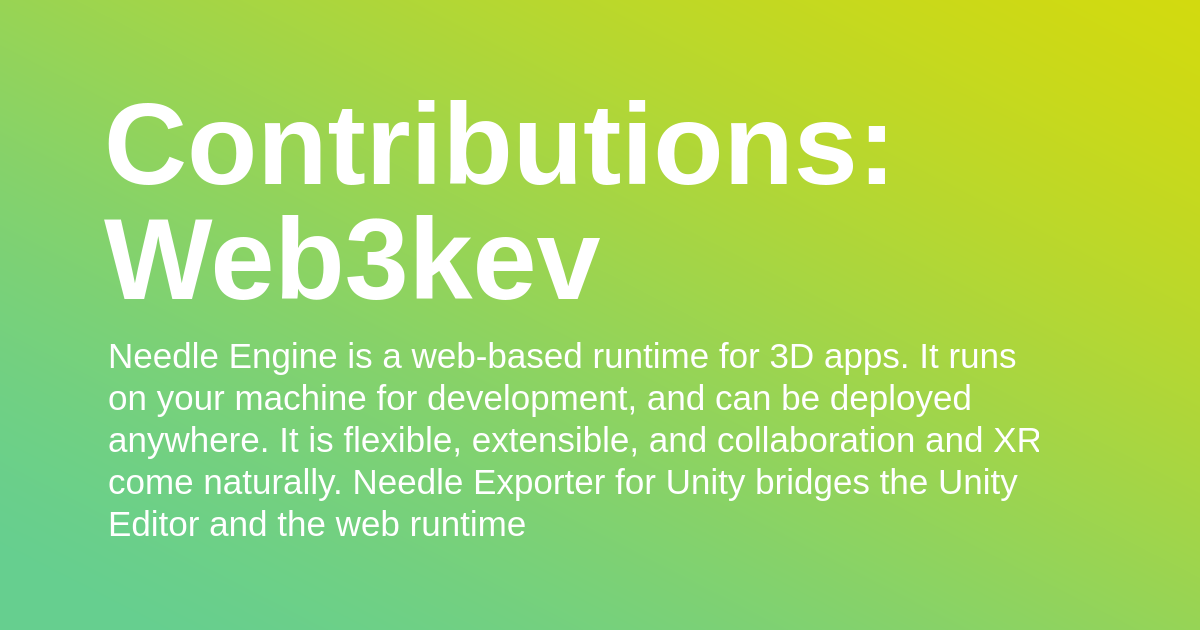 Contributions:
Web3kev
Needle Engine is a web-based runtime for 3D apps. It runs
on your machine for development, and can be deployed
anywhere. It is flexible, extensible, and collaboration and XR
come naturally. Needle Exporter for Unity bridges the Unity
Editor and the web runtime